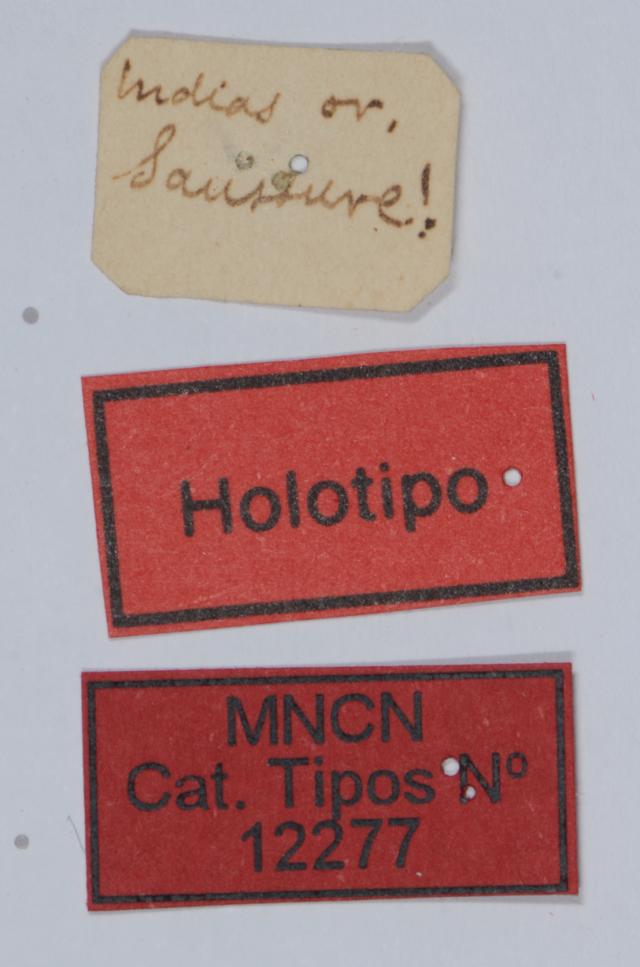 Indias or,
Saussure!
Holotipo
MNCN
Cat. Tipos Nº
12277